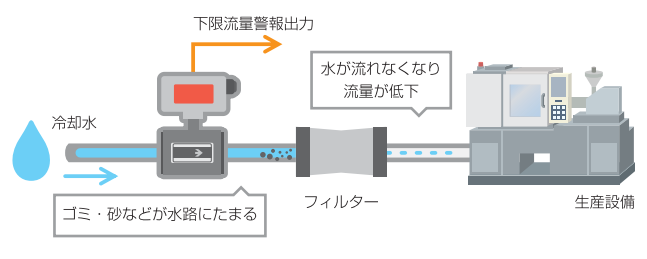 下限流量警報出力
水が流れなくなり
流量が低下
冷却水
ゴミ・砂などが水路にたまる
フィルター
生産設備